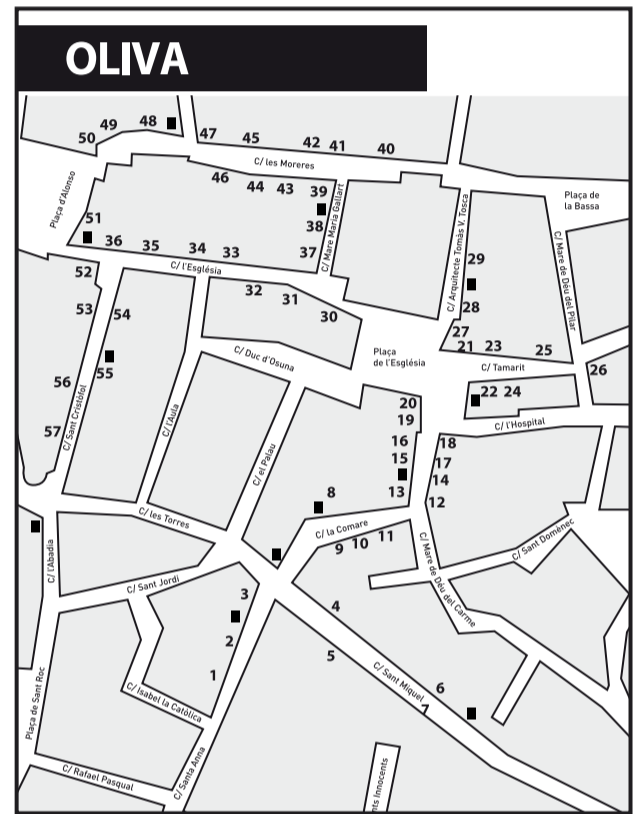 OLIVA
49 48
50
47 45 42 41 40
C/ les Moreres
46 44 43 39
38
37
Plaça d'Alonso
C/ Mare Maria Gallart
C/ Arquitecte Tomàs V. Tosca
Plaça de
la Bassa
C/ Mare de Déu del Pilar
51
36 35 34 33
C/ l'Església
29
28
27
21 23 25
C/ Tamarit
26
52
53 54
32 31 30
Plaça
de l'Església
C/ Duc d'Osuna
22 24
C/ l'Hospital
55
56
57
C/ Sant Cristòfol
C/ l'Aula
C/ el Palau
20
19
16
15
13
18
17
14
12
8
C/ la Comare
9 10 11
C/ les Torres
C/ l'Abadia
C/ Sant Jordi
C/ Mare de Déu del Carme
C/ Sant Domènec
3
2
1
4
5
C/ Sant Miquel
6
7
C/ Isabel la Catòlica
Plaça de Sant Roc
C/ Rafael Pasqual
C/ Santa Anna
nts Innocents